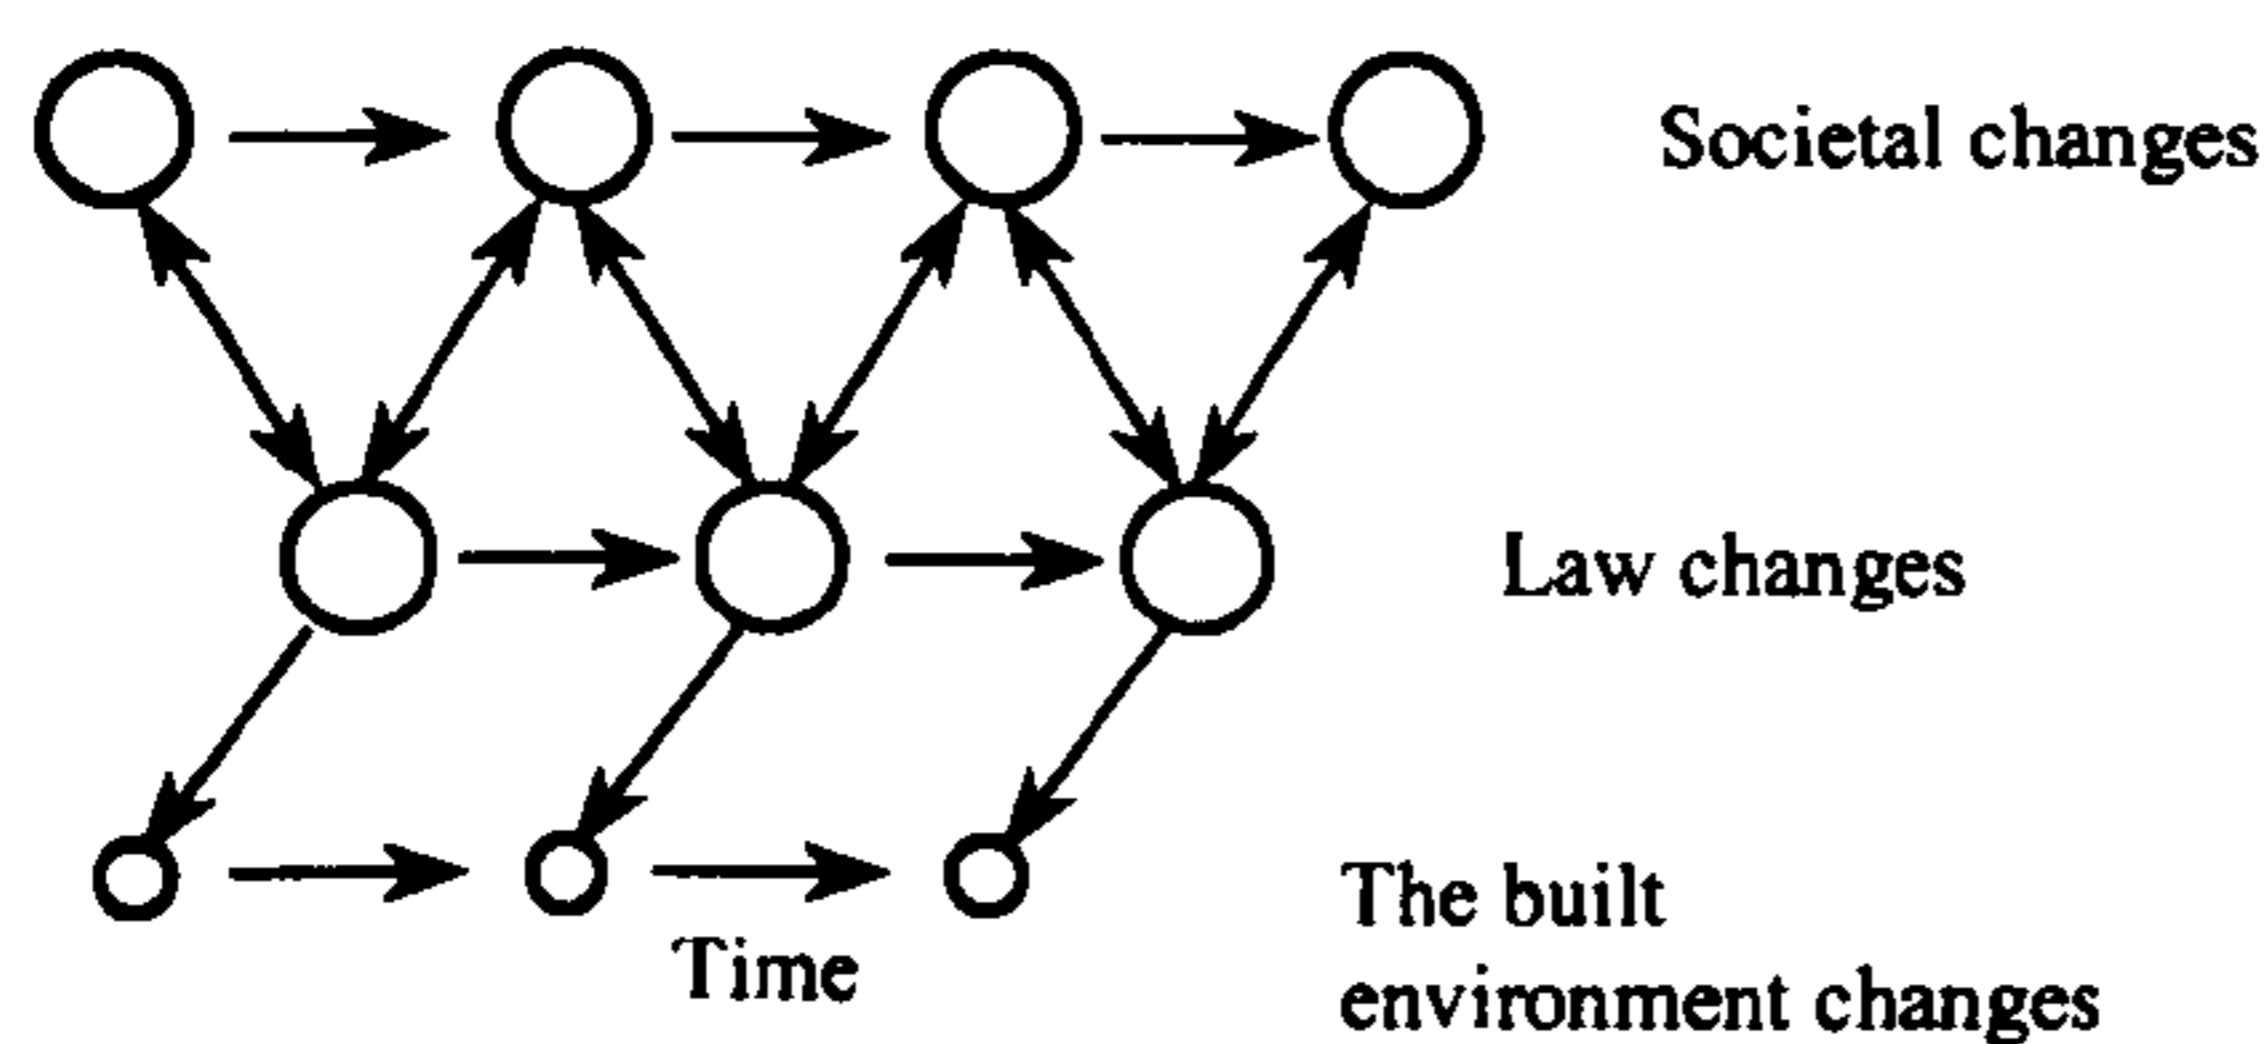 Societal changes
Law changes
The built
Time
environment changes